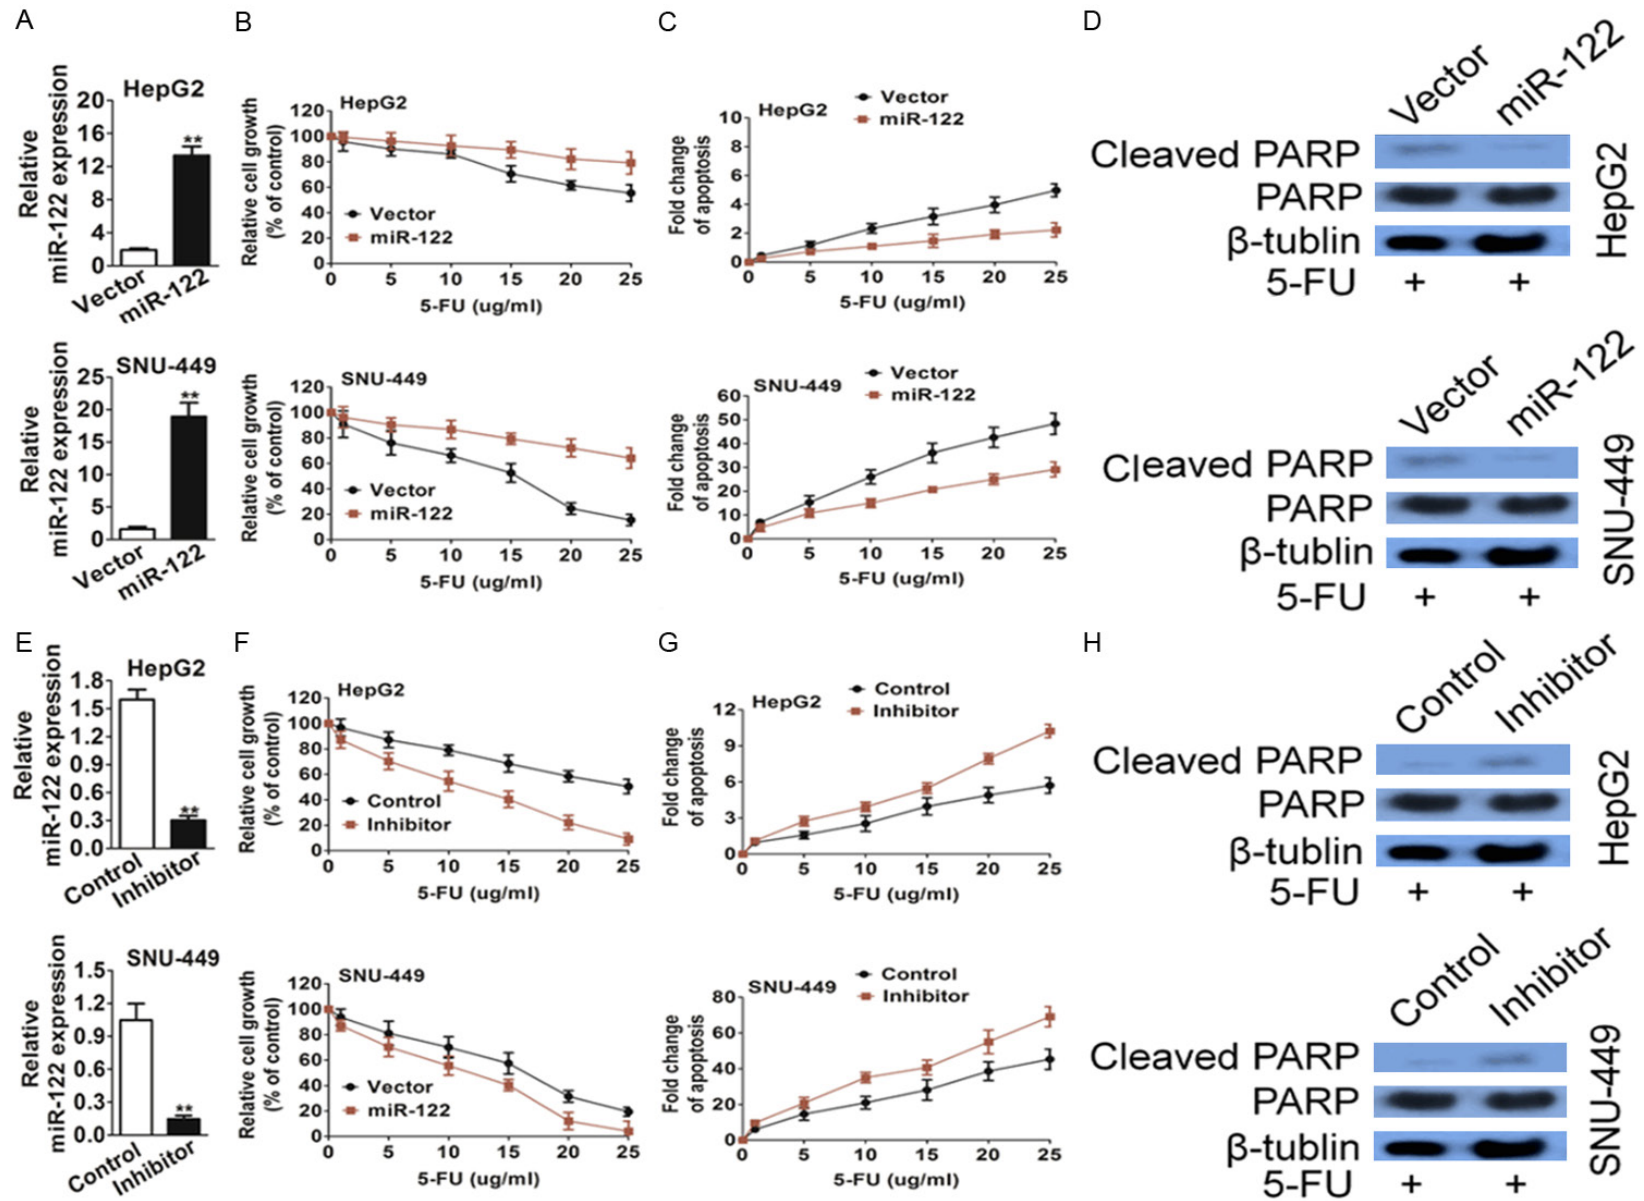 A
Relative
miR-122 expression
HepG2
20
16
12
8
4
0
**
Vector
miR-122
Relative
miR-122 expression
SNU-449
25
20
15
10
5
0
**
Vector
miR-122
B
Relative cell growth
(% of control)
HepG2
120
100
80
60
40
20
0
Vector
miR-122
0 5 10 15 20 25
5-FU (ug/ml)
Relative cell growth
(% of control)
SNU-449
120
100
80
60
40
20
0
Vector
miR-122
0 5 10 15 20 25
5-FU (ug/ml)
C
Fold change
of apoptosis
HepG2
Vector
miR-122
10
8
6
4
2
0
0 5 10 15 20 25
5-FU (ug/ml)
Fold change
of apoptosis
SNU-449
Vector
miR-122
60
50
40
30
20
10
0
0 5 10 15 20 25
5-FU (ug/ml)
D
Vector miR-122
Cleaved PARP
PARP
β-tublin
5-FU + +
HepG2
Vector miR-122
Cleaved PARP
PARP
β-tublin
5-FU + +
SNU-449
E
Relative
miR-122 expression
HepG2
1.8
1.5
1.2
0.9
0.6
0.3
0.0
**
Control
Inhibitor
Relative
miR-122 expression
SNU-449
1.5
1.2
0.9
0.6
0.3
0.0
**
Control
Inhibitor
F
Relative cell growth
(% of control)
HepG2
120
100
80
60
40
20
0
Control
Inhibitor
0 5 10 15 20 25
5-FU (ug/ml)
Relative cell growth
(% of control)
SNU-449
120
100
80
60
40
20
0
Vector
miR-122
0 5 10 15 20 25
5-FU (ug/ml)
G
Fold change
of apoptosis
HepG2
Control
Inhibitor
12
9
6
3
0
0 5 10 15 20 25
5-FU (ug/ml)
Fold change
of apoptosis
SNU-449
Control
Inhibitor
80
60
40
20
0
0 5 10 15 20 25
5-FU (ug/ml)
H
Control Inhibitor
Cleaved PARP
PARP
β-tublin
5-FU + +
HepG2
Control Inhibitor
Cleaved PARP
PARP
β-tublin
5-FU + +
SNU-449